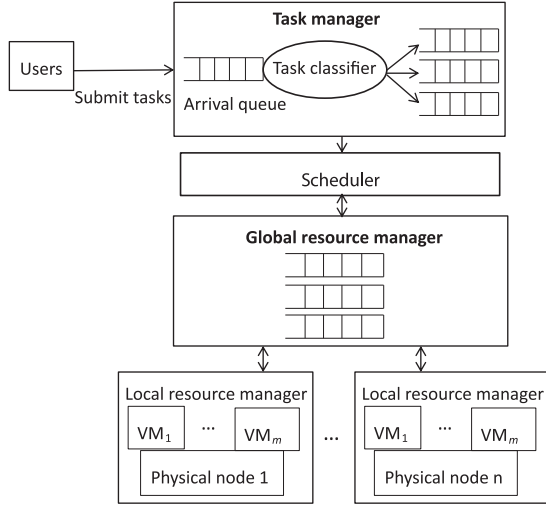 Task manager
Users
Task classifier
Submit tasks
Arrival queue
Scheduler
Global resource manager
Local resource manager
VM1 ... VMm
Physical node 1
...
Local resource manager
VM1 ... VMm
Physical node n